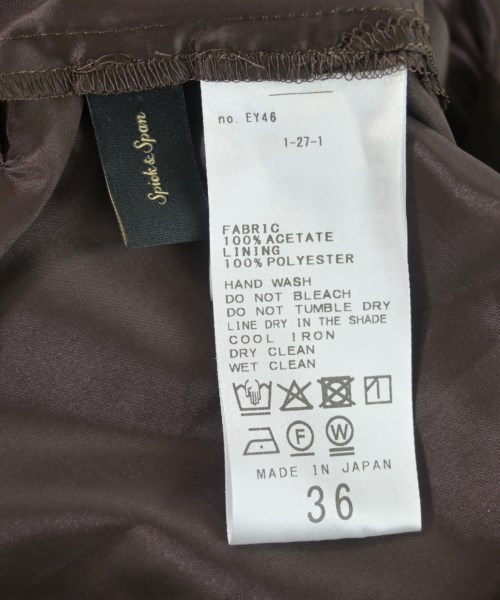 Spick & Span
no. EY46
1-27-1
FABRIC
100% ACETATE
LINING
100% POLYESTER
HAND WASH
DO NOT BLEACH
DO NOT TUMBLE DRY
LINE DRY IN THE SHADE
COOL IRON
DRY CLEAN
WET CLEAN
F W
MADE IN JAPAN
36